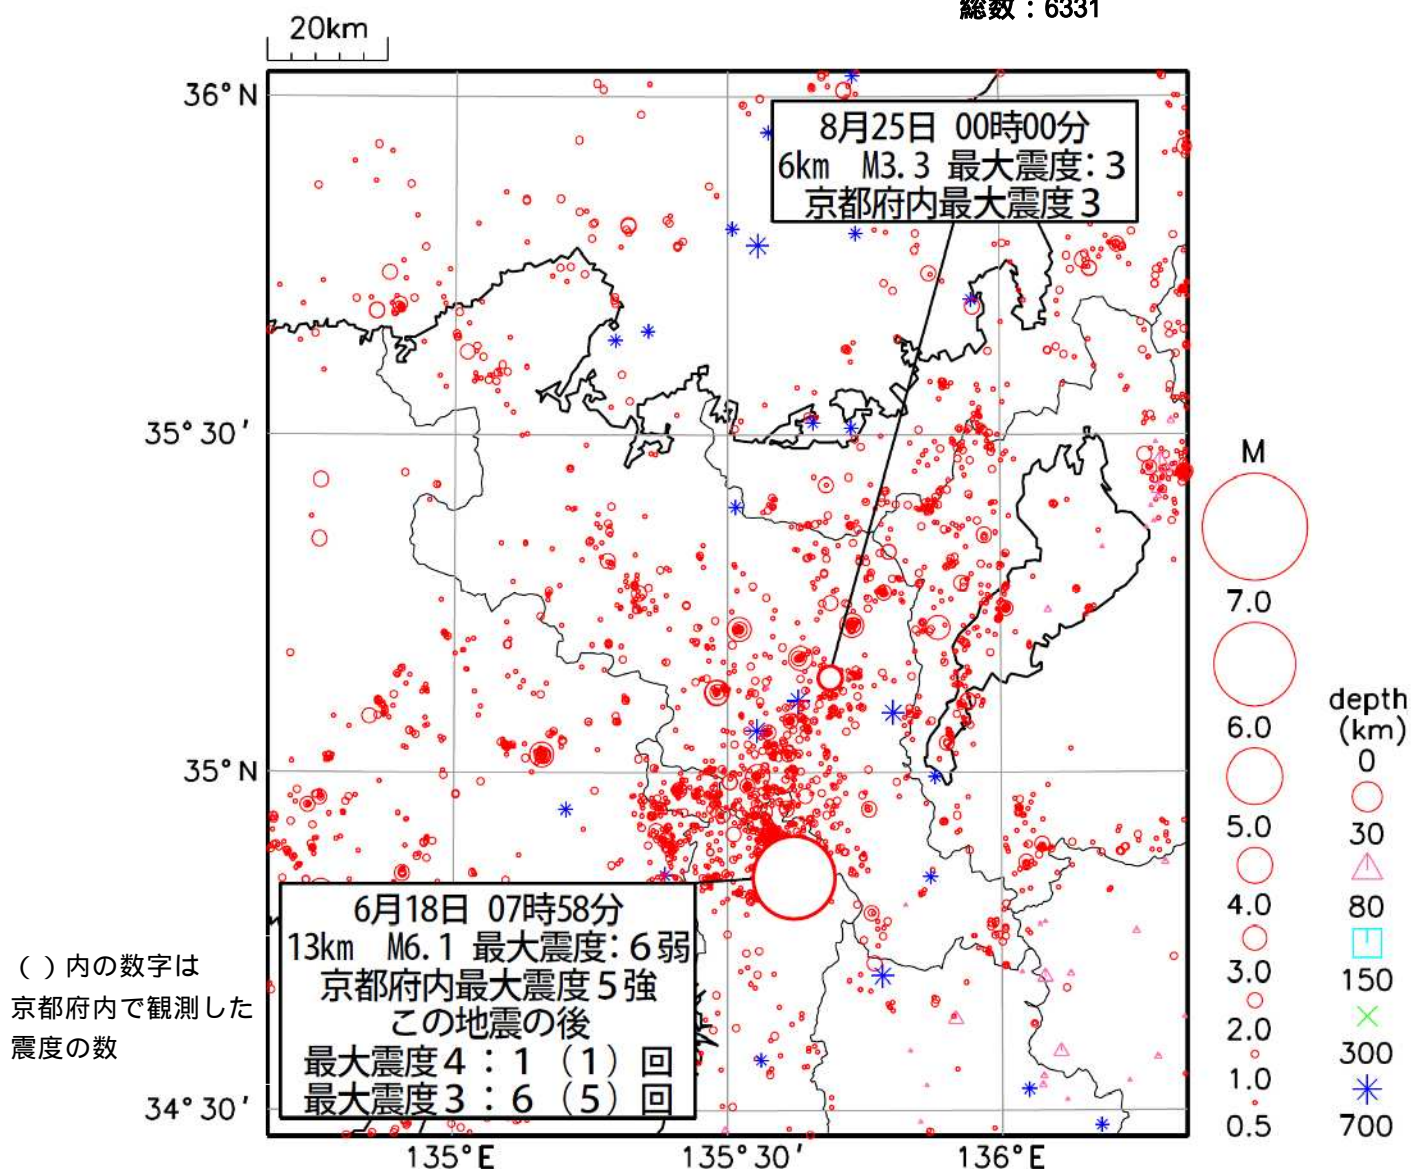 総数：6331
20km
36°N
8月25日 00時00分
6km M3.3 最大震度：3
京都府内最大震度3
35°30′
M
7.0
6.0
5.0
4.0
3.0
2.0
1.0
0.5
depth
(km)
0
30
80
150
300
700
35°N
6月18日 07時58分
13km M6.1 最大震度：6弱
京都府内最大震度5強
この地震の後
最大震度4：1（1）回
最大震度3：6（5）回
（ ）内の数字は
京都府内で観測した
震度の数
34°30′
135°E
135°30′
136°E